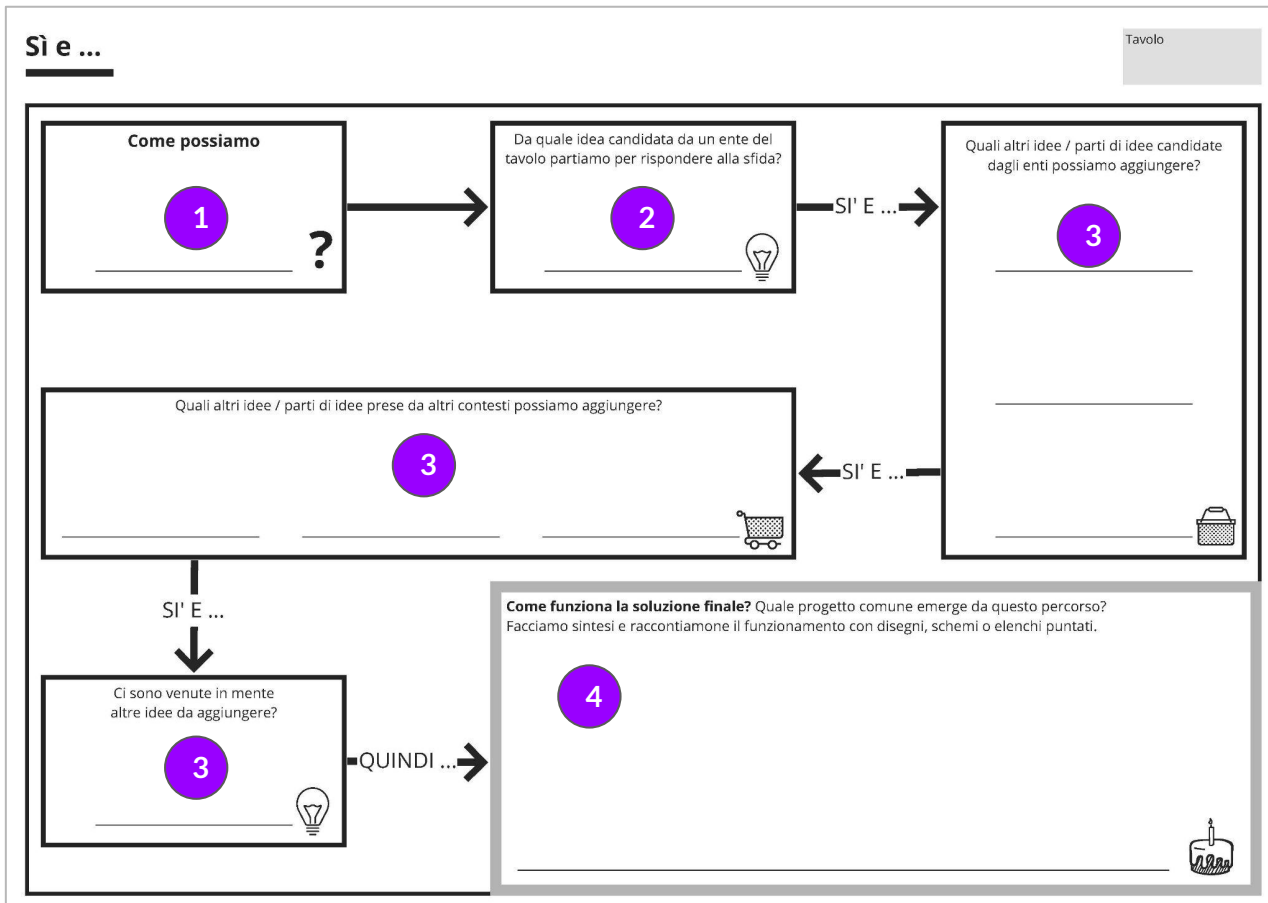 Sì e ...
Tavolo
Come possiamo
1
?
Da quale idea candidata da un ente del
tavolo partiamo per rispondere alla sfida?
2
SI' E ...
Quali altri idee / parti di idee candidate
dagli enti possiamo aggiungere?
3
Quali altri idee / parti di idee prese da altri contesti possiamo aggiungere?
3
SI' E ...
SI' E ...
Ci sono venute in mente
altre idee da aggiungere?
3
QUINDI ...
Come funziona la soluzione finale? Quale progetto comune emerge da questo percorso?
Facciamo sintesi e raccontiamone il funzionamento con disegni, schemi o elenchi puntati.
4